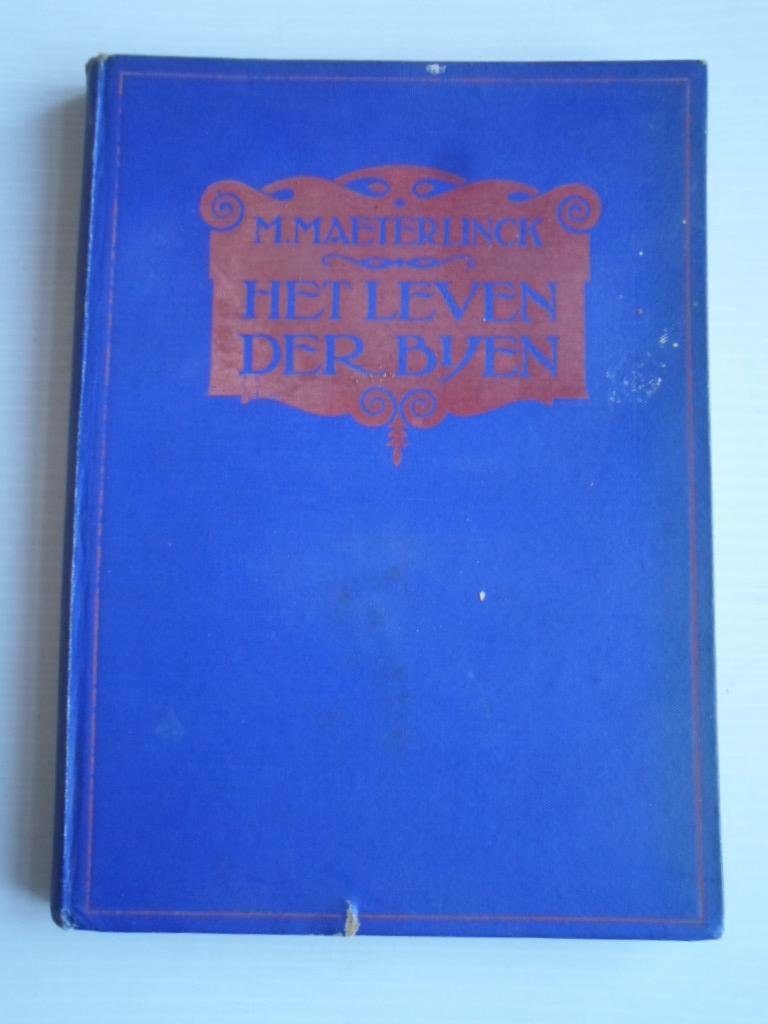 M. MAETERLINCK
HET LEVEN
DER BIJEN